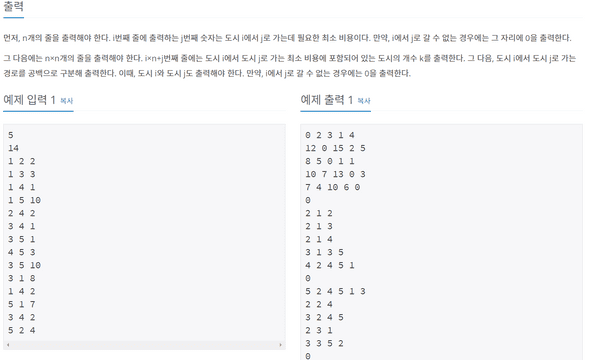 출력
먼저, n개의 줄을 출력해야 한다. i번째 줄에 출력하는 j번째 숫자는 도시 i에서 j로 가는데 필요한 최소 비용이다. 만약, i에서 j로 갈 수 없는 경우에는 그 자리에 0을 출력한다.
그 다음에는 n×n개의 줄을 출력해야 한다. i×n+j번째 줄에는 도시 i에서 도시 j로 가는 최소 비용에 포함되어 있는 도시의 개수 k를 출력한다. 그 다음, 도시 i에서 도시 j로 가는
경로를 공백으로 구분해 출력한다. 이때, 도시 i와 도시 j도 출력해야 한다. 만약, i에서 j로 갈 수 없는 경우에는 0을 출력한다.
예제 입력 1 복사
5
14
1 2 2
1 3 3
1 4 1
1 5 10
2 4 2
3 4 1
3 5 1
4 5 3
3 5 10
3 1 8
1 4 2
5 1 7
3 4 2
5 2 4
예제 출력 1 복사
0 2 3 1 4
12 0 15 2 5
8 5 0 1 1
10 7 13 0 3
7 4 10 6 0
0
2 1 2
2 1 3
2 1 4
3 1 3 5
4 2 4 5 1
0
5 2 4 5 1 3
2 2 4
3 2 4 5
2 3 1
3 3 5 2
0